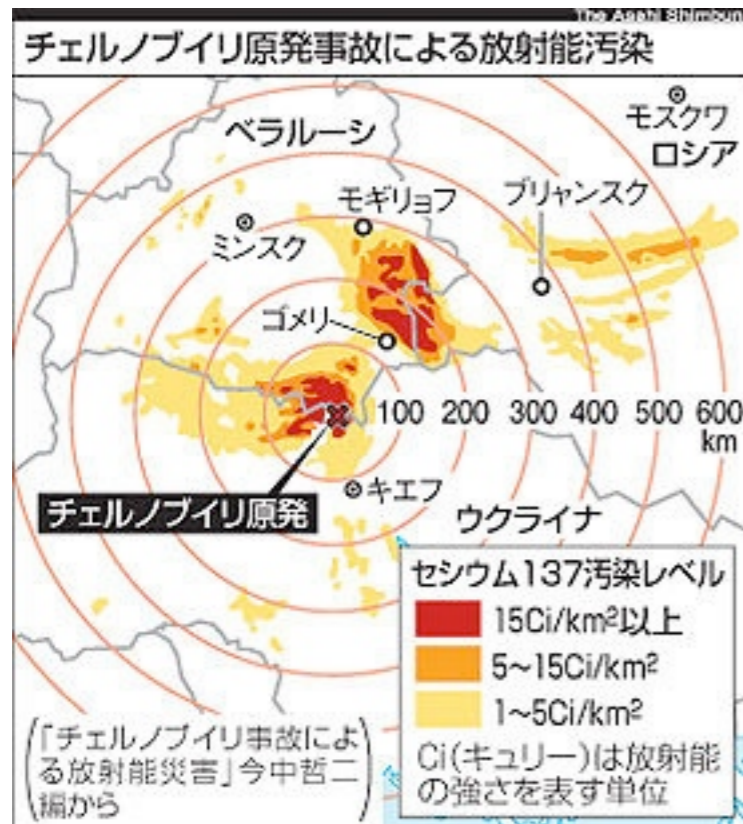 The Asahi Shimbun
チェルノブイリ原発事故による放射能汚染
モスクワ
ベラルーシ
ロシア
モギリョフ
ブリャンスク
ミンスク
ゴメリ
100 200 300 400 500 600
km
キエフ
チェルノブイリ原発
ウクライナ
セシウム137汚染レベル
15Ci/km²以上
5~15Ci/km²
1~5Ci/km²
Ci(キュリー)は放射能
の強さを表す単位
(「チェルノブイリ事故によ
る放射能災害」今中哲二
編から)